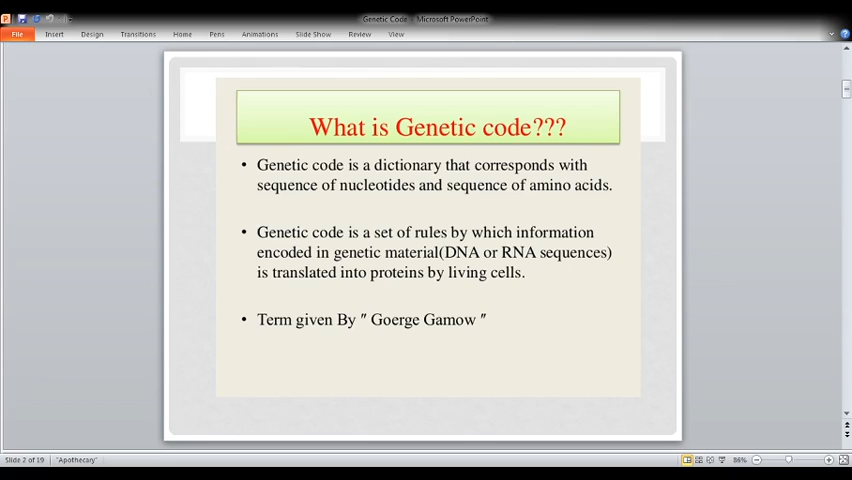 Genetic Code - Microsoft PowerPoint
File Insert Design Transitions Home Pens Animations Slide Show Review View
What is Genetic code???
• Genetic code is a dictionary that corresponds with
sequence of nucleotides and sequence of amino acids.
• Genetic code is a set of rules by which information
encoded in genetic material(DNA or RNA sequences)
is translated into proteins by living cells.
• Term given By " Goerge Gamow "
Slide 2 of 19 "Apothecary" 86%